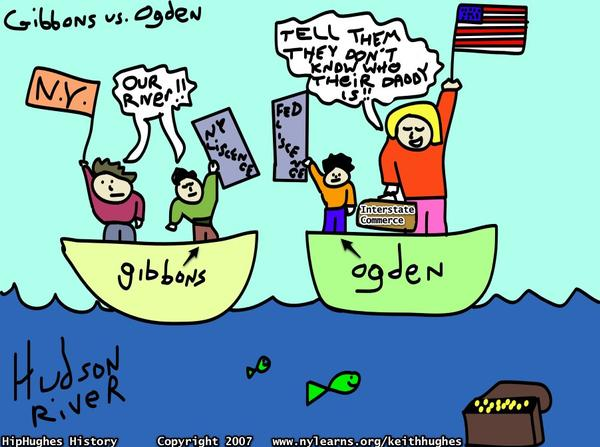 Gibbons vs. Ogden
N.Y.
OUR
RIVER!!
NY
LISCENCE
FED
LISCENCE
TELL THEM
THEY DON'T
KNOW WHO
THEIR DADDY
IS!!
Interstate
Commerce
gibbons
ogden
Hudson
River
HipHughes History Copyright 2007 www.nylearns.org/keithhughes